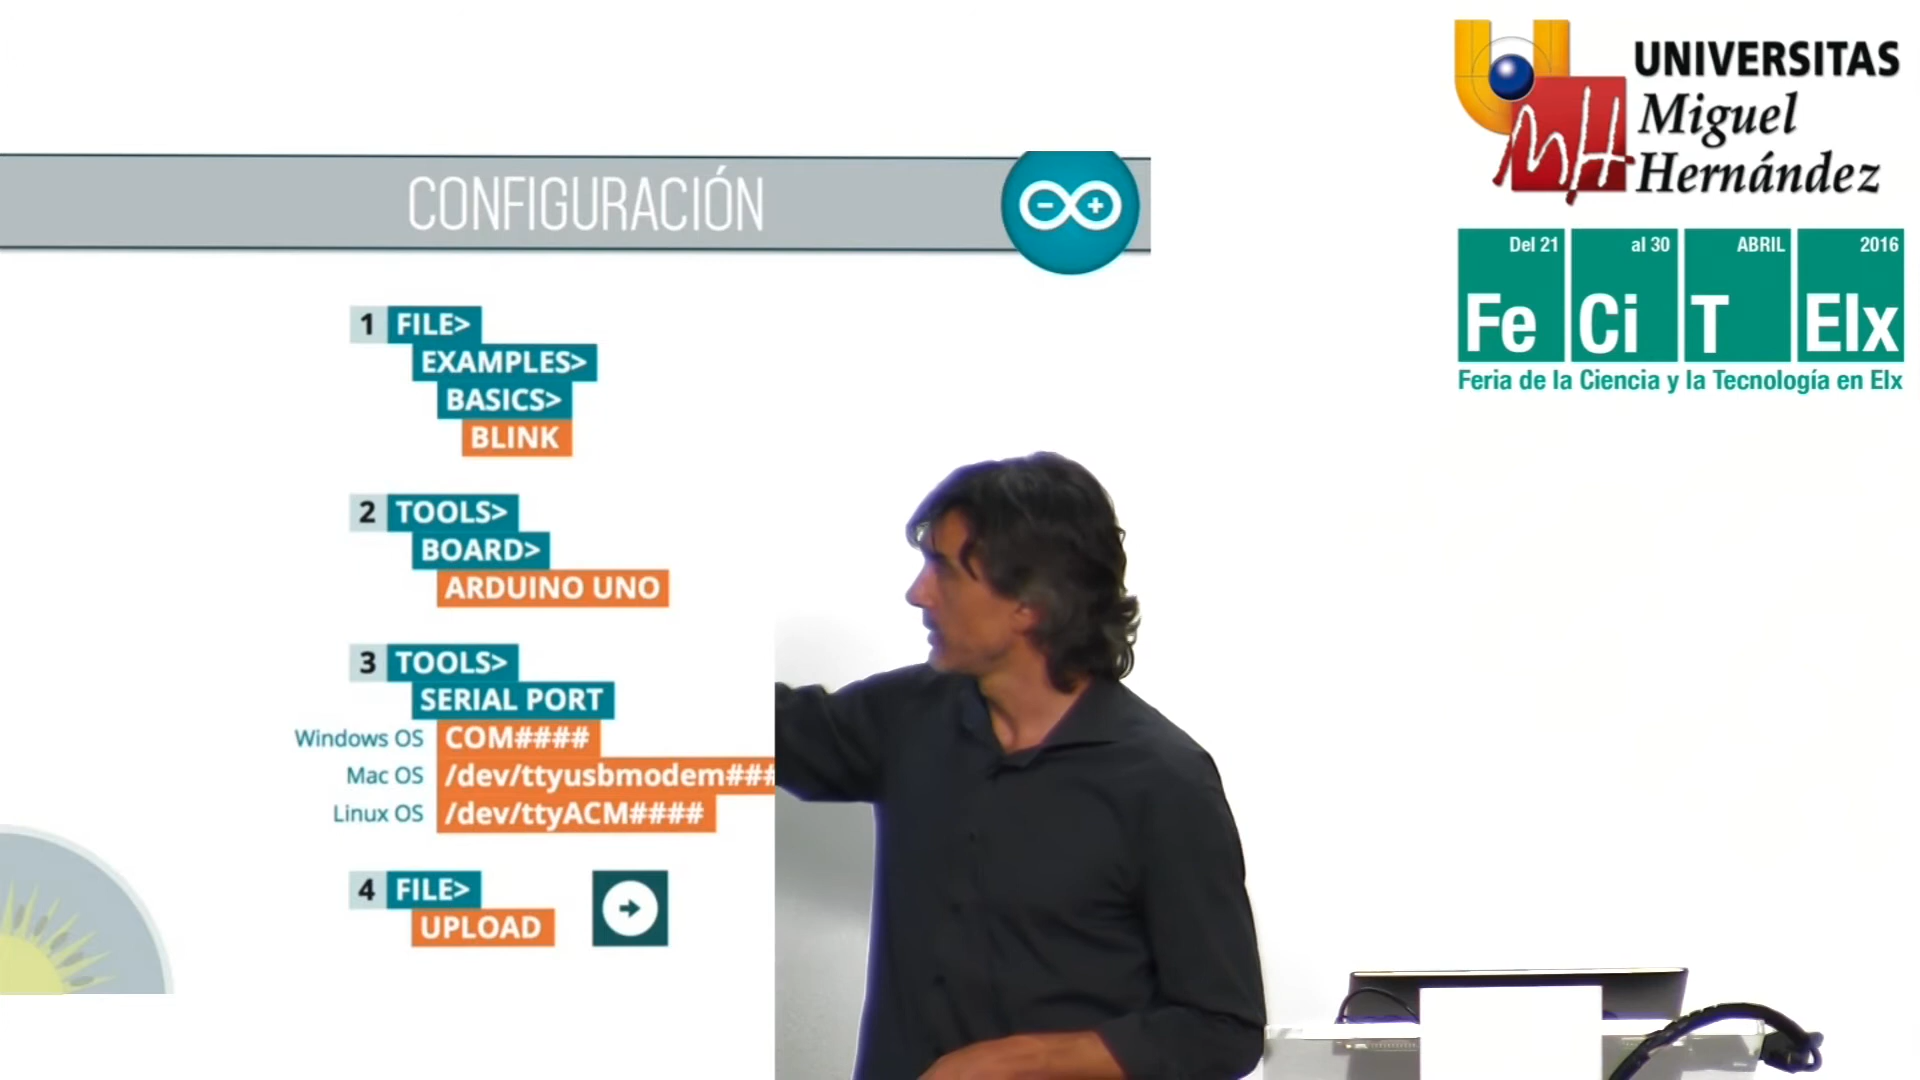 CONFIGURACIÓN
1 FILE>
EXAMPLES>
BASICS>
BLINK
2 TOOLS>
BOARD>
ARDUINO UNO
3 TOOLS>
SERIAL PORT
Windows OS COM####
Mac OS /dev/ttyusbmodem###
Linux OS /dev/ttyACM####
4 FILE>
UPLOAD
UNIVERSITAS
Miguel
Hernández
MH
Del 21 al 30 ABRIL 2016
Fe Ci T Elx
Feria de la Ciencia y la Tecnología en Elx